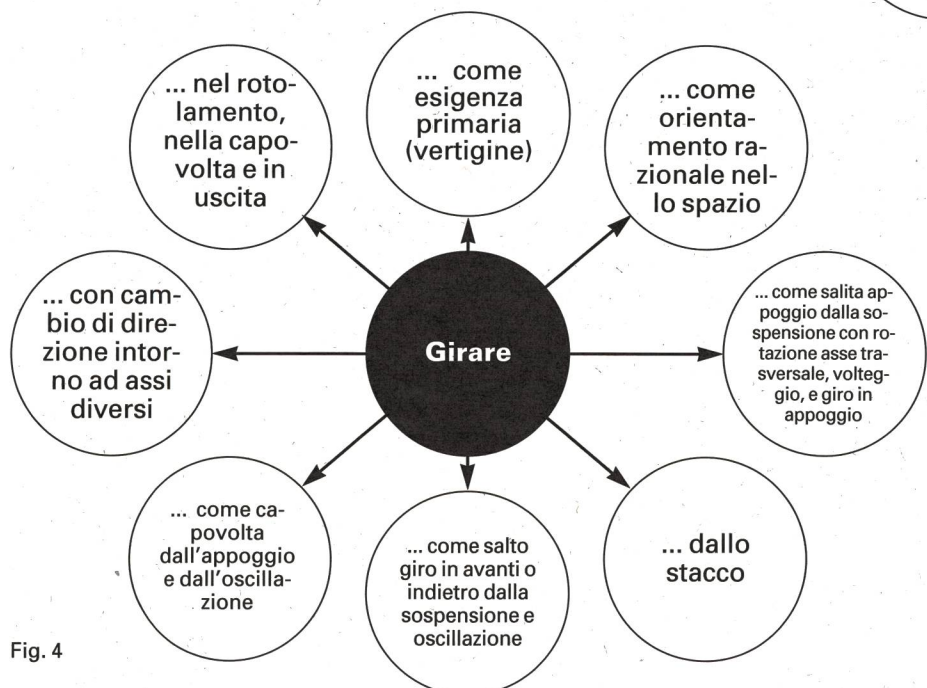 ... come
esigenza
primaria
(vertigine)
... come
orienta-
mento ra-
zionale nel-
lo spazio
... come salita ap-
poggio dalla so-
spensione con ro-
tazione asse tra-
sversale, volteg-
gio, e giro in
appoggio
... dallo
stacco
... come salto
giro in avanti o
indietro dalla
sospensione e
oscillazione
... come ca-
povolta
dall'appoggio
e dall'oscilla-
zione
... con cam-
bio di dire-
zione intor-
no ad assi
diversi
... nel roto-
lamento,
nella capo-
volta e in
uscita
Girare
Fig. 4